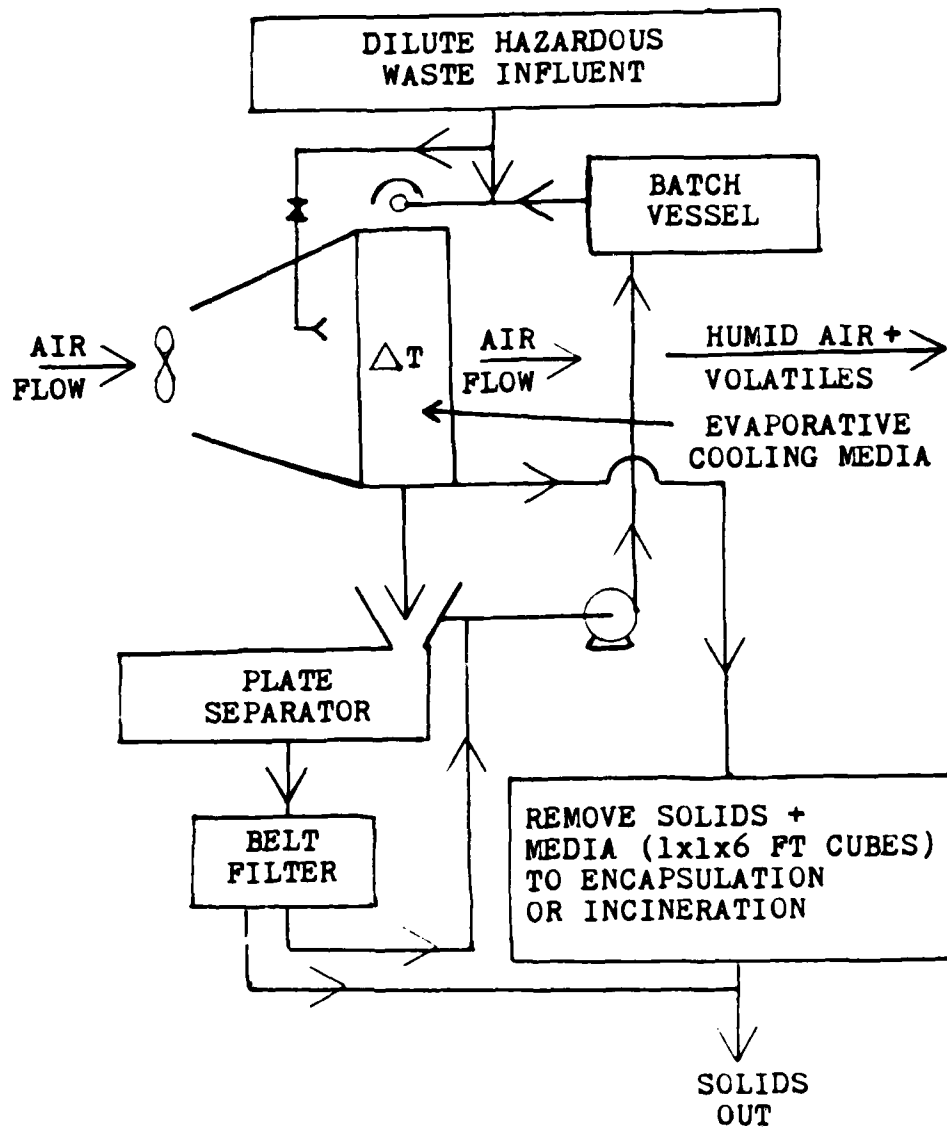 DILUTE HAZARDOUS
WASTE INFLUENT
BATCH
VESSEL
AIR
FLOW
ΔT
AIR
FLOW
HUMID AIR +
VOLATILES
EVAPORATIVE
COOLING MEDIA
PLATE
SEPARATOR
BELT
FILTER
REMOVE SOLIDS +
MEDIA (1x1x6 FT CUBES)
TO ENCAPSULATION
OR INCINERATION
SOLIDS
OUT